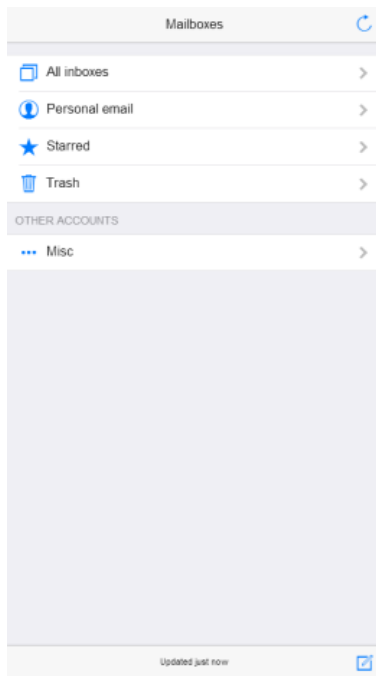 Mailboxes
All inboxes
Personal email
Starred
Trash
OTHER ACCOUNTS
Misc
Updated just now